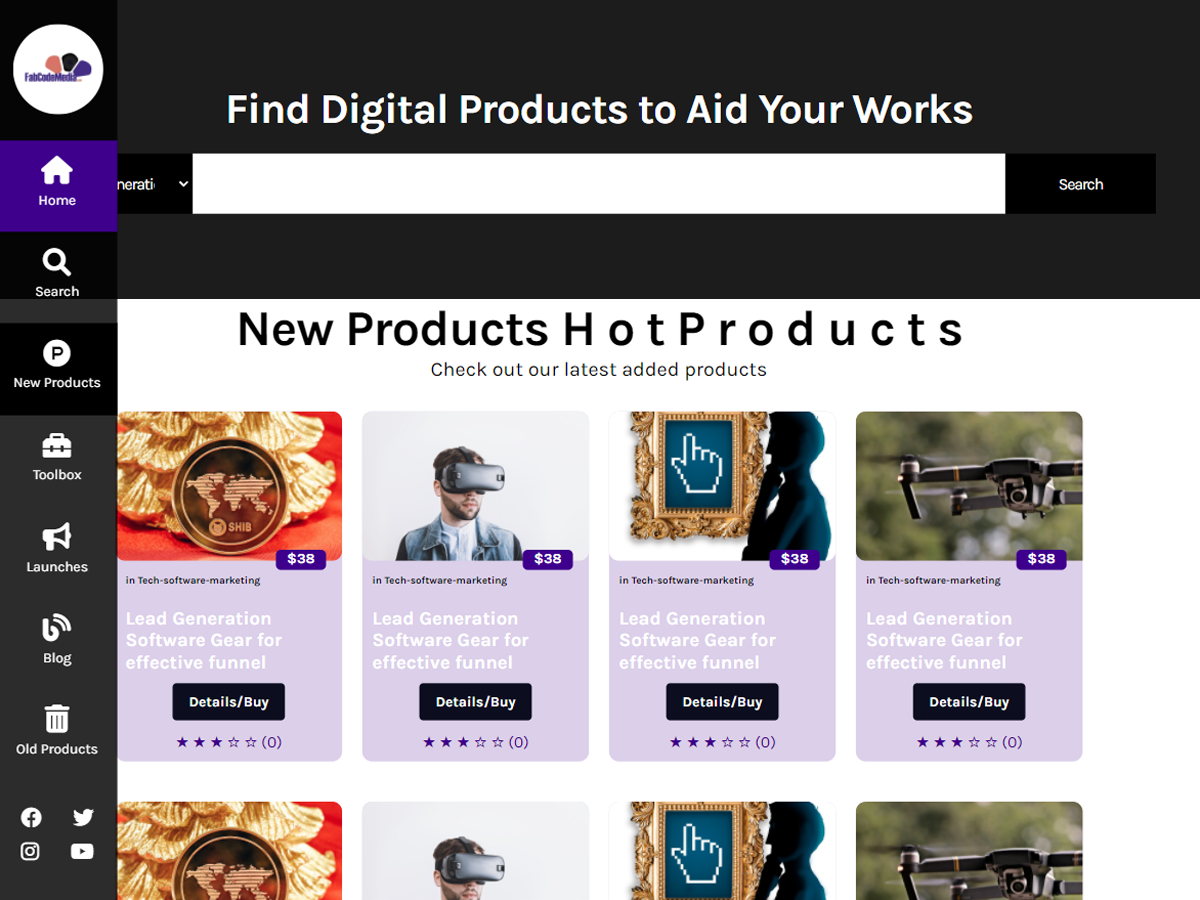 FabCodeMedia
Find Digital Products to Aid Your Works
nerati
Search
Home
Search
New Products
Toolbox
Launches
Blog
Old Products
New Products H o t P r o d u c t s
Check out our latest added products
SHIB
$38
$38
$38
$38
in Tech-software-marketing
in Tech-software-marketing
in Tech-software-marketing
in Tech-software-marketing
Lead Generation
Software Gear for
effective funnel
Lead Generation
Software Gear for
effective funnel
Lead Generation
Software Gear for
effective funnel
Lead Generation
Software Gear for
effective funnel
Details/Buy
Details/Buy
Details/Buy
Details/Buy
★ ★ ★ ☆ ☆ (0)
★ ★ ★ ☆ ☆ (0)
★ ★ ★ ☆ ☆ (0)
★ ★ ★ ☆ ☆ (0)